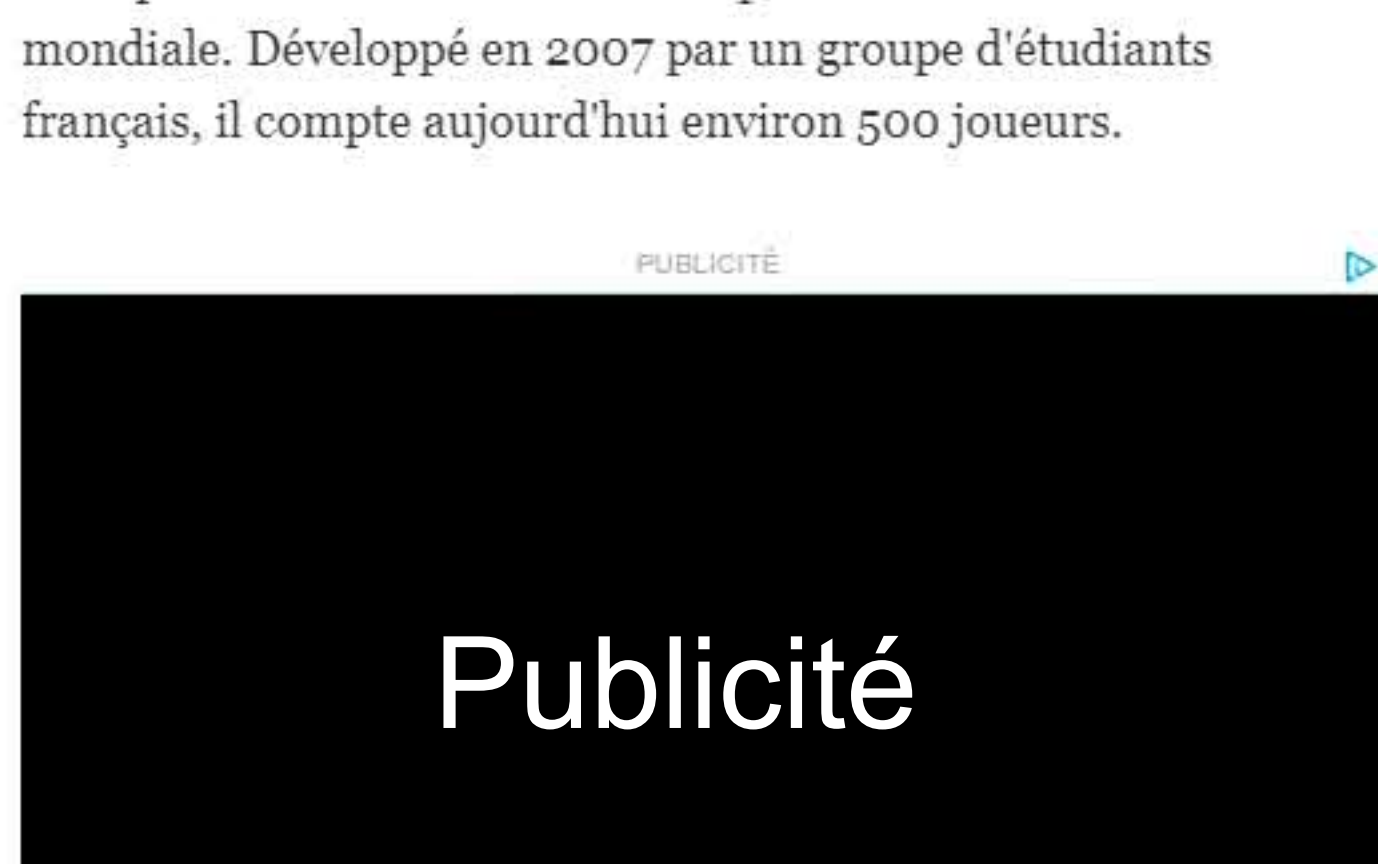 mondiale. Développé en 2007 par un groupe d'étudiants
français, il compte aujourd'hui environ 500 joueurs.
PUBLICITÉ
Publicité